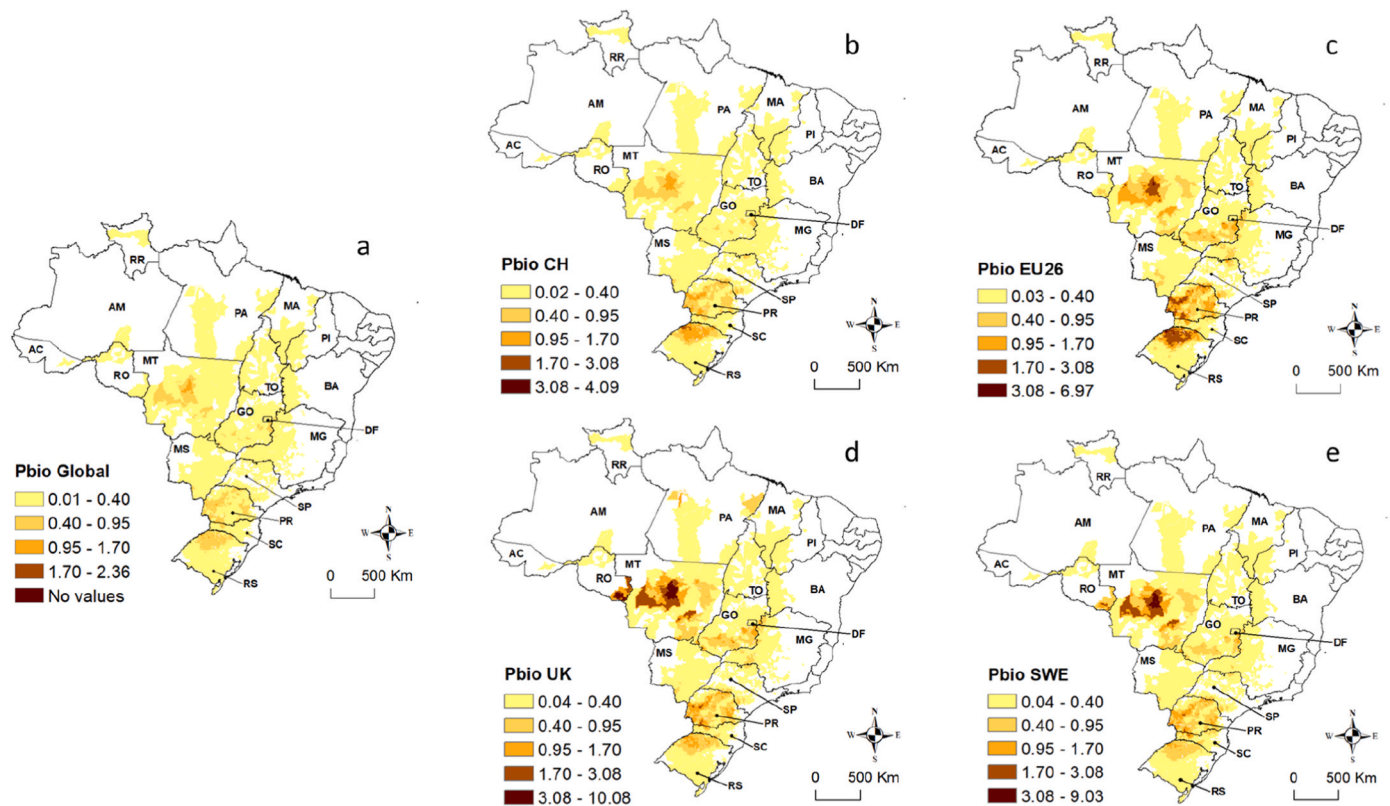 a
RR
AM
PA
MA
AC
PI
RO
MT
TO
BA
GO
DF
MS
MG
Pbio Global
0.01 - 0.40
0.40 - 0.95
0.95 - 1.70
1.70 - 2.36
No values
SP
PR
SC
RS
N
W
E
S
0 500 Km
b
RR
AM
PA
MA
AC
PI
RO
MT
TO
BA
GO
DF
MS
MG
Pbio CH
0.02 - 0.40
0.40 - 0.95
0.95 - 1.70
1.70 - 3.08
3.08 - 4.09
SP
PR
SC
RS
N
W
E
S
0 500 Km
c
RR
AM
PA
MA
AC
PI
RO
MT
TO
BA
GO
DF
MS
MG
Pbio EU26
0.03 - 0.40
0.40 - 0.95
0.95 - 1.70
1.70 - 3.08
3.08 - 6.97
SP
PR
SC
RS
N
W
E
S
0 500 Km
d
RR
AM
PA
MA
AC
PI
RO
MT
TO
BA
GO
DF
MS
MG
Pbio UK
0.04 - 0.40
0.40 - 0.95
0.95 - 1.70
1.70 - 3.08
3.08 - 10.08
SP
PR
SC
RS
N
W
E
S
0 500 Km
e
RR
AM
PA
MA
AC
PI
RO
MT
TO
BA
GO
DF
MS
MG
Pbio SWE
0.04 - 0.40
0.40 - 0.95
0.95 - 1.70
1.70 - 3.08
3.08 - 9.03
SP
PR
SC
RS
N
W
E
S
0 500 Km